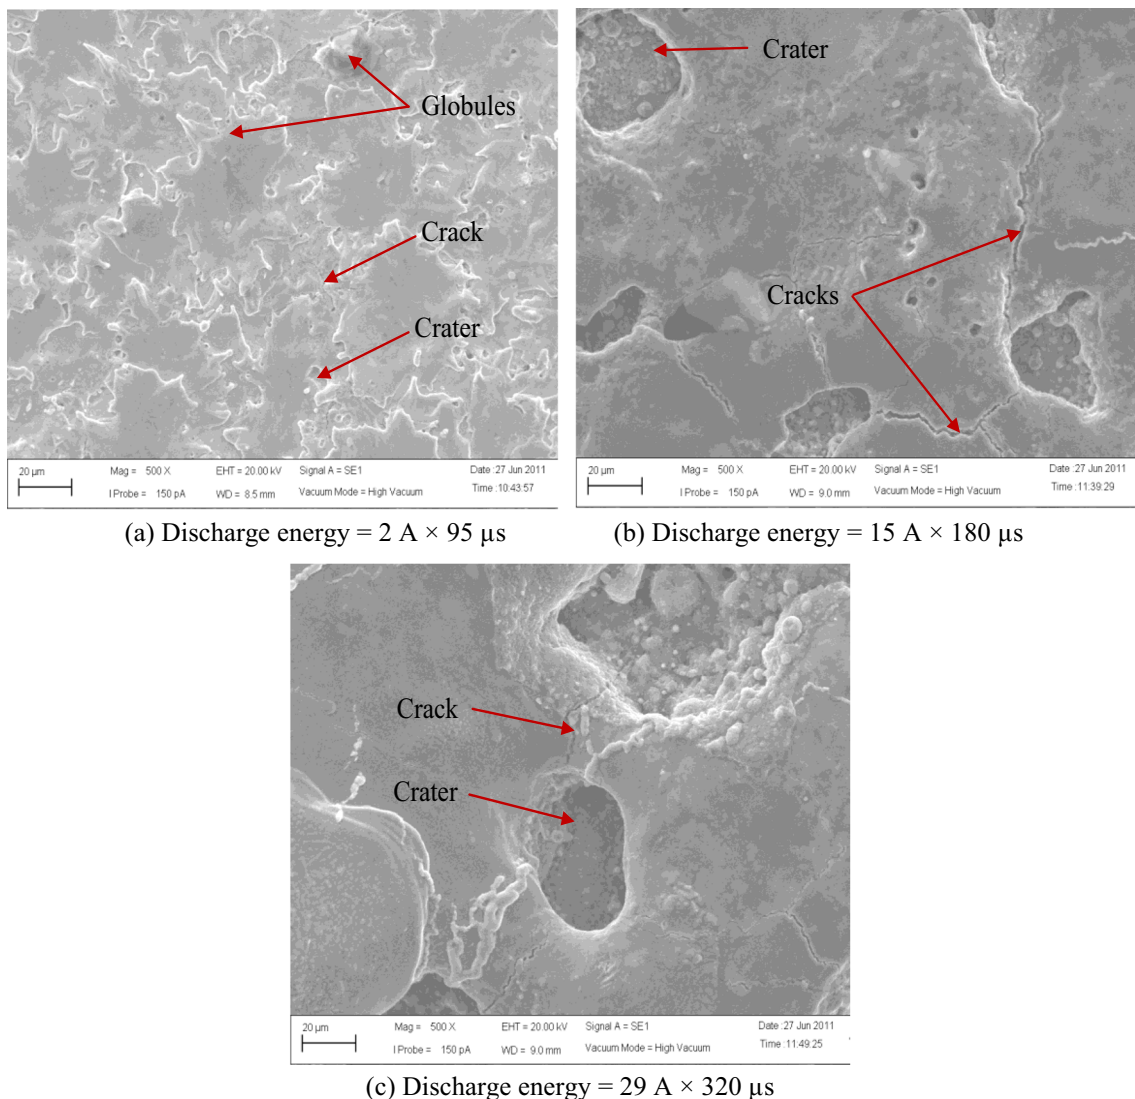 Globules
Crack
Crater
20 µm
Mag = 500 X
EHT = 20.00 kV
Signal A = SE1
Date :27 Jun 2011
I Probe = 150 pA
WD = 8.5 mm
Vacuum Mode = High Vacuum
Time :10:43:57
(a) Discharge energy = 2 A × 95 µs
Crater
Cracks
20 µm
Mag = 500 X
EHT = 20.00 kV
Signal A = SE1
Date :27 Jun 2011
I Probe = 150 pA
WD = 9.0 mm
Vacuum Mode = High Vacuum
Time :11:39:29
(b) Discharge energy = 15 A × 180 µs
Crack
Crater
20 µm
Mag = 500 X
EHT = 20.00 kV
Signal A = SE1
Date :27 Jun 2011
I Probe = 150 pA
WD = 9.0 mm
Vacuum Mode = High Vacuum
Time :11:49:25
(c) Discharge energy = 29 A × 320 µs